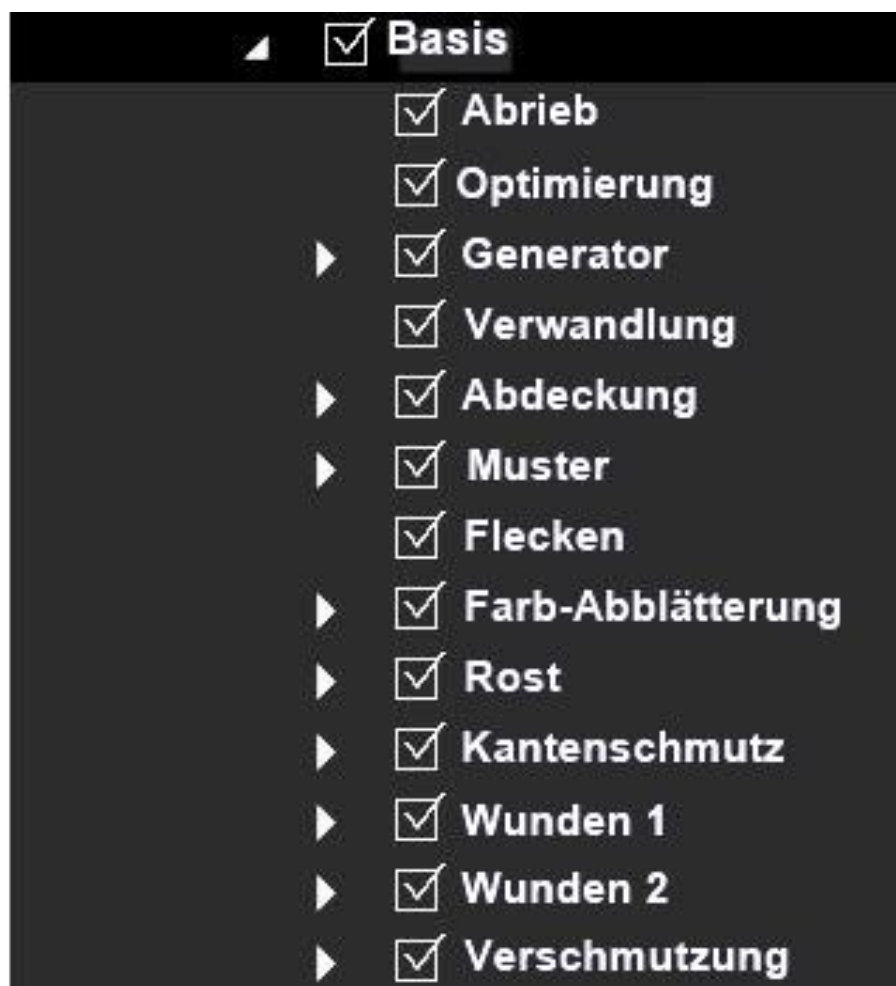 Basis
Abrieb
Optimierung
Generator
Verwandlung
Abdeckung
Muster
Flecken
Farb-Abblätterung
Rost
Kantenschmutz
Wunden 1
Wunden 2
Verschmutzung